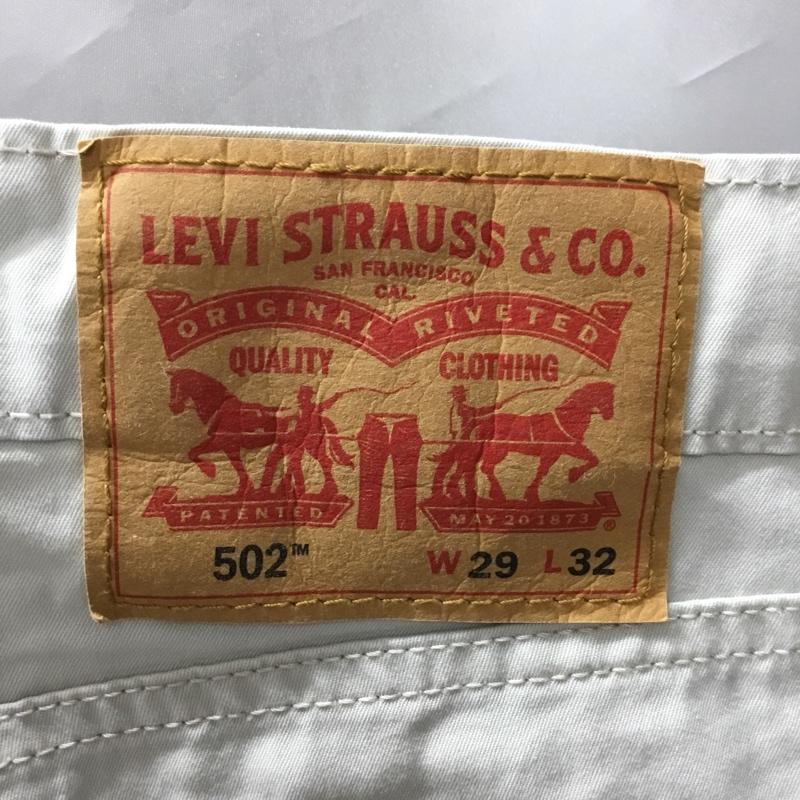 LEVI STRAUSS & CO.
SAN FRANCISCO
CAL.
ORIGINAL RIVETED
QUALITY CLOTHING
PATENTED MAY 20 1873 ®
502™ W 29 L 32